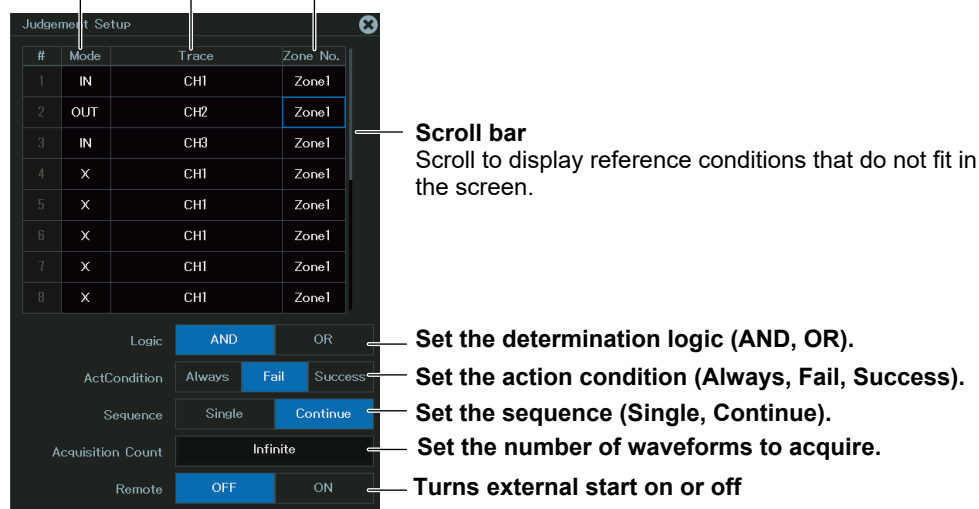 Judgement Setup
# Mode Trace Zone No.
1 IN CH1 Zone1
2 OUT CH2 Zone1
3 IN CH3 Zone1
4 X CH1 Zone1
5 X CH1 Zone1
6 X CH1 Zone1
7 X CH1 Zone1
8 X CH1 Zone1
Scroll bar
Scroll to display reference conditions that do not fit in
the screen.
Logic AND OR Set the determination logic (AND, OR).
ActCondition Always Fail Success Set the action condition (Always, Fail, Success).
Sequence Single Continue Set the sequence (Single, Continue).
Acquisition Count Infinite Set the number of waveforms to acquire.
Remote OFF ON Turns external start on or off